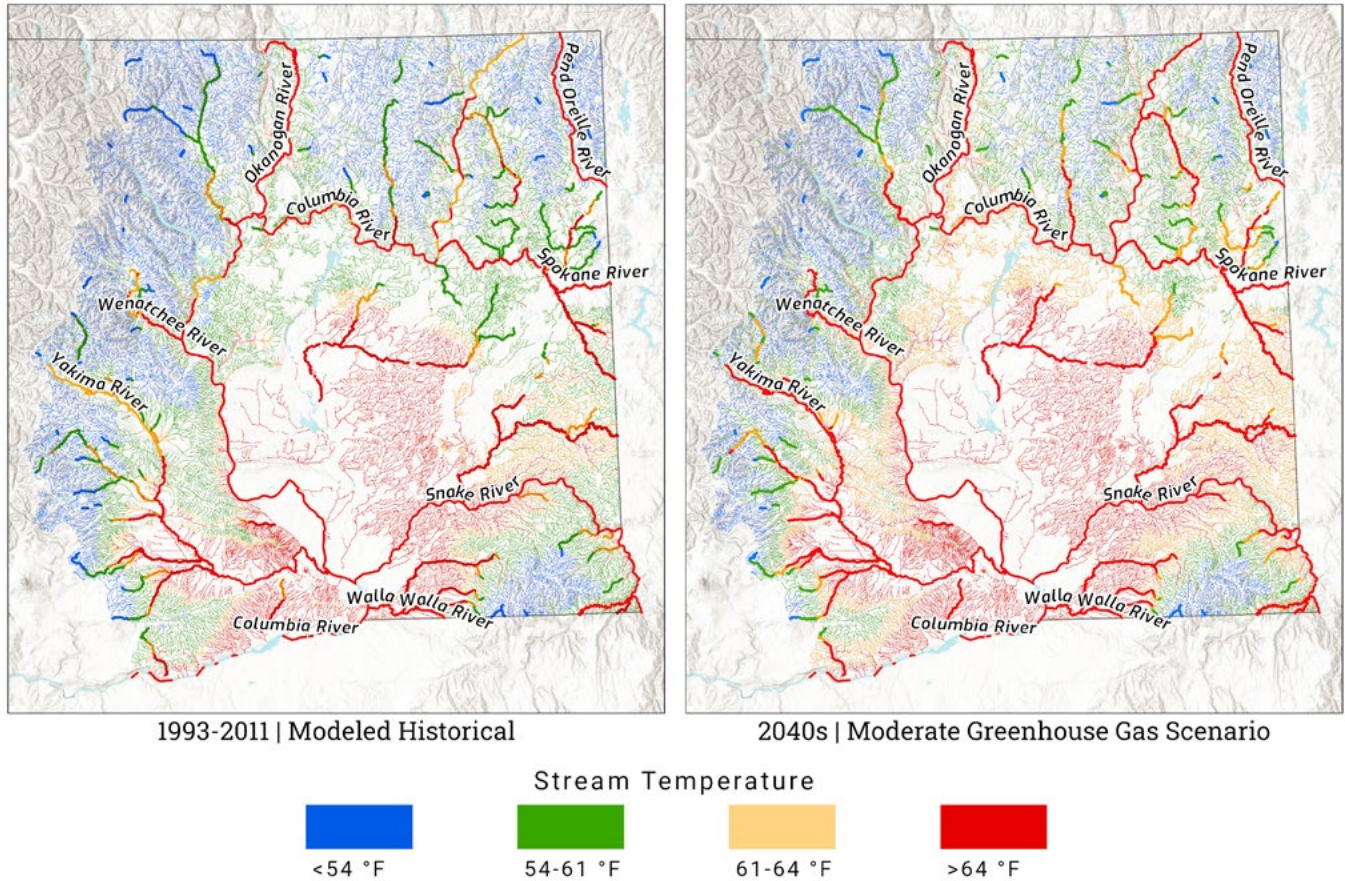 Okanogan River
Pend Oreille River
Columbia River
Spokane River
Wenatchee River
Yakima River
Snake River
Walla Walla River
Columbia River
Okanogan River
Pend Oreille River
Columbia River
Spokane River
Wenatchee River
Yakima River
Snake River
Walla Walla River
Columbia River
1993-2011 | Modeled Historical
2040s | Moderate Greenhouse Gas Scenario
Stream Temperature
<54 °F
54-61 °F
61-64 °F
>64 °F